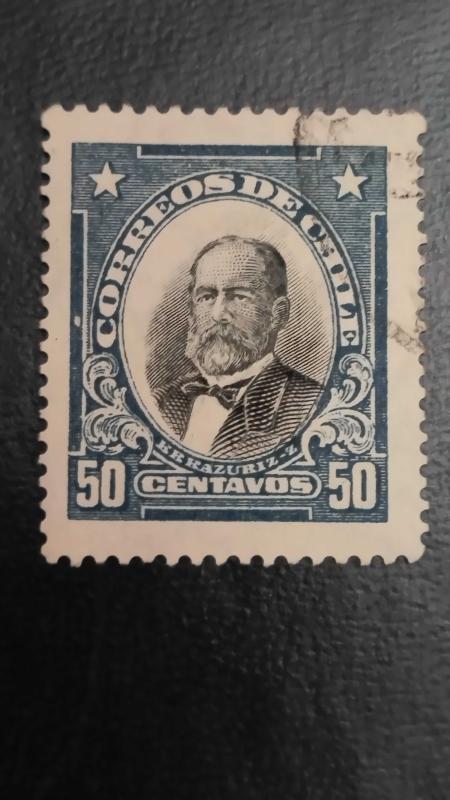 CORREOS DE CHILE
ERRAZURIZ-Z
50 CENTAVOS 50